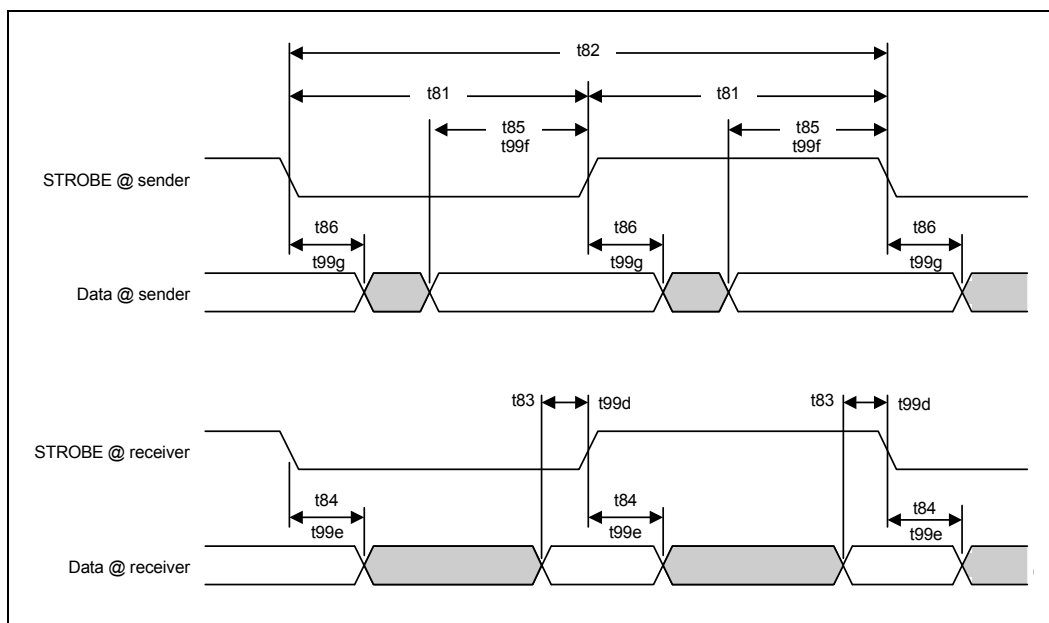 t82
t81 t81
t85 t85
t99f t99f
STROBE @ sender
t86 t86 t86
t99g t99g t99g
Data @ sender
t83 t99d t83 t99d
STROBE @ receiver
t84 t84 t84
t99e t99e t99e
Data @ receiver